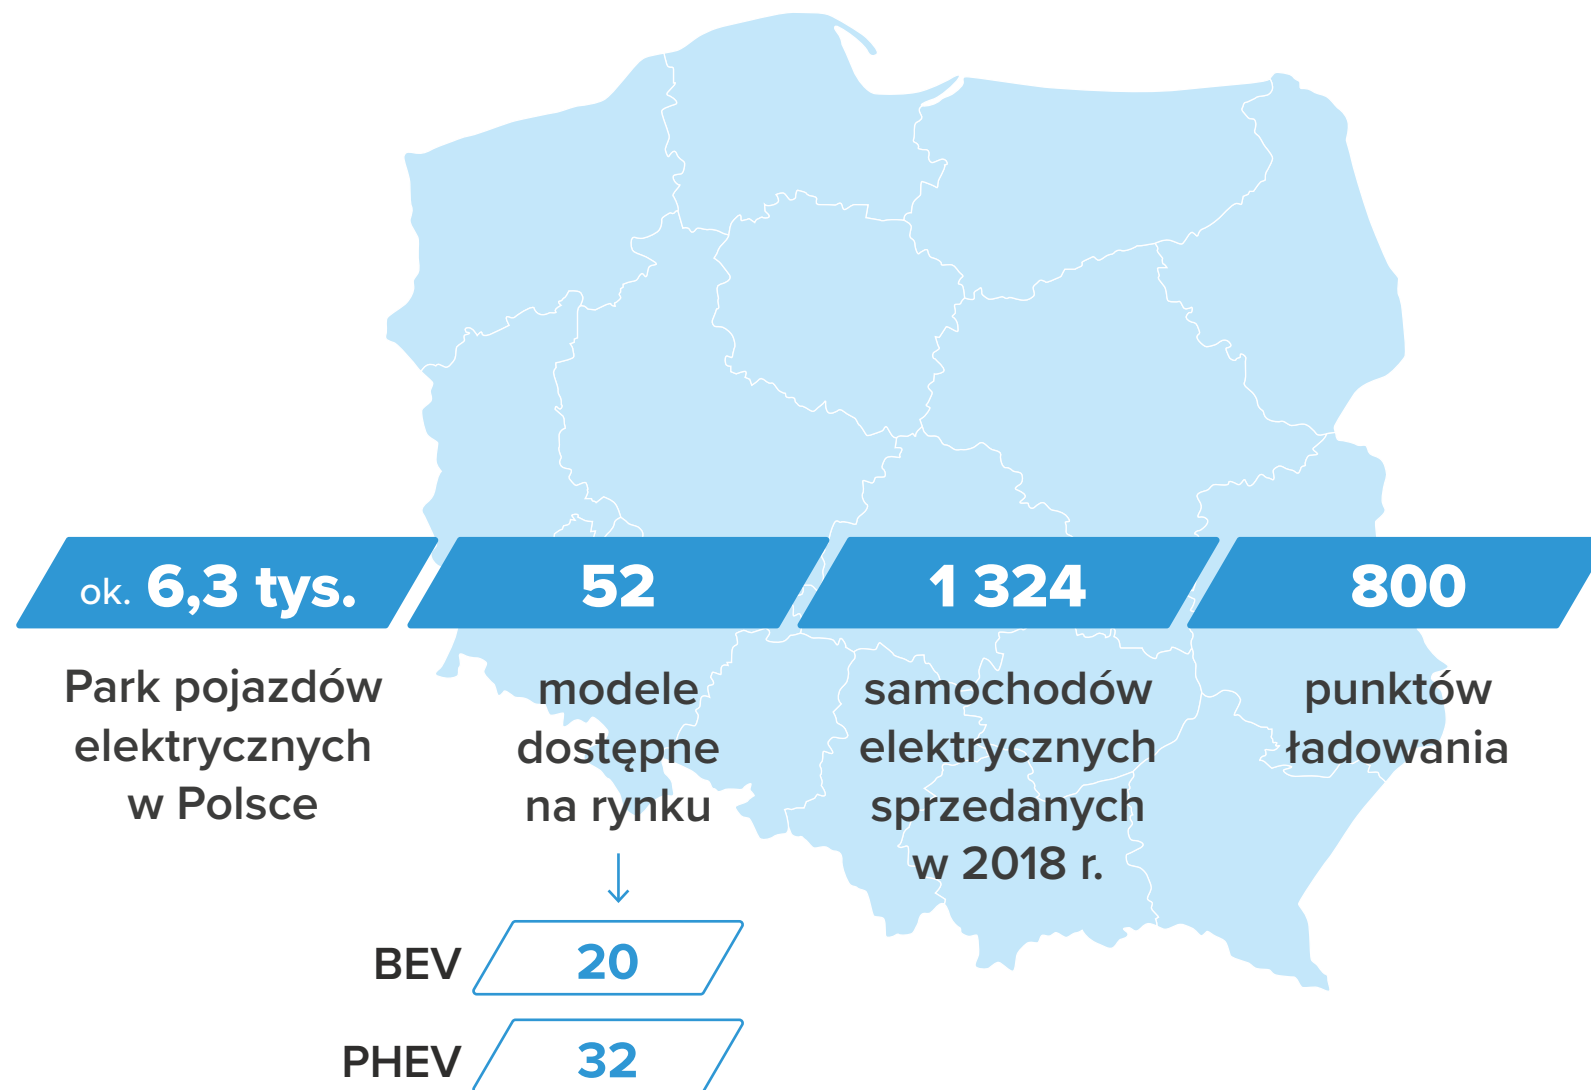 ok. 6,3 tys.
Park pojazdów
elektrycznych
w Polsce
52
modele
dostępne
na rynku
BEV 20
PHEV 32
1 324
samochodów
elektrycznych
sprzedanych
w 2018 r.
800
punktów
ładowania